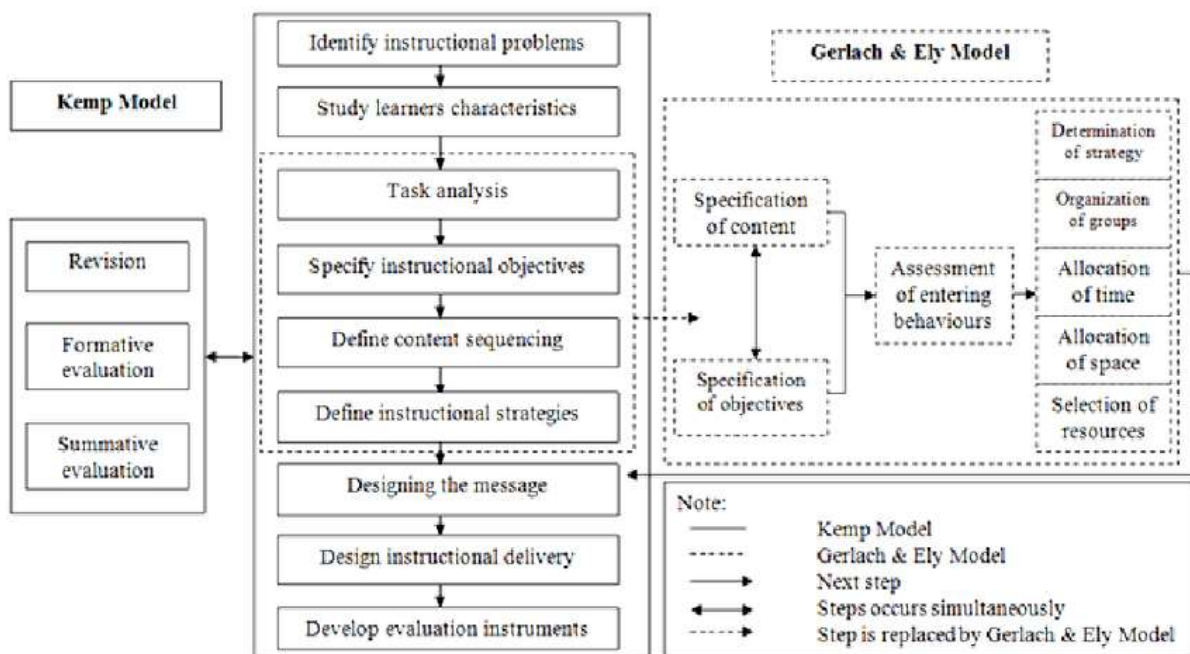 Kemp Model
Revision
Formative
evaluation
Summative
evaluation
Identify instructional problems
Study learners characteristics
Task analysis
Specify instructional objectives
Define content sequencing
Define instructional strategies
Designing the message
Design instructional delivery
Develop evaluation instruments
Gerlach & Ely Model
Specification
of content
Specification
of objectives
Assessment
of entering
behaviours
Determination
of strategy
Organization
of groups
Allocation
of time
Allocation
of space
Selection of
resources
Note:
Kemp Model
Gerlach & Ely Model
Next step
Steps occurs simultaneously
Step is replaced by Gerlach & Ely Model